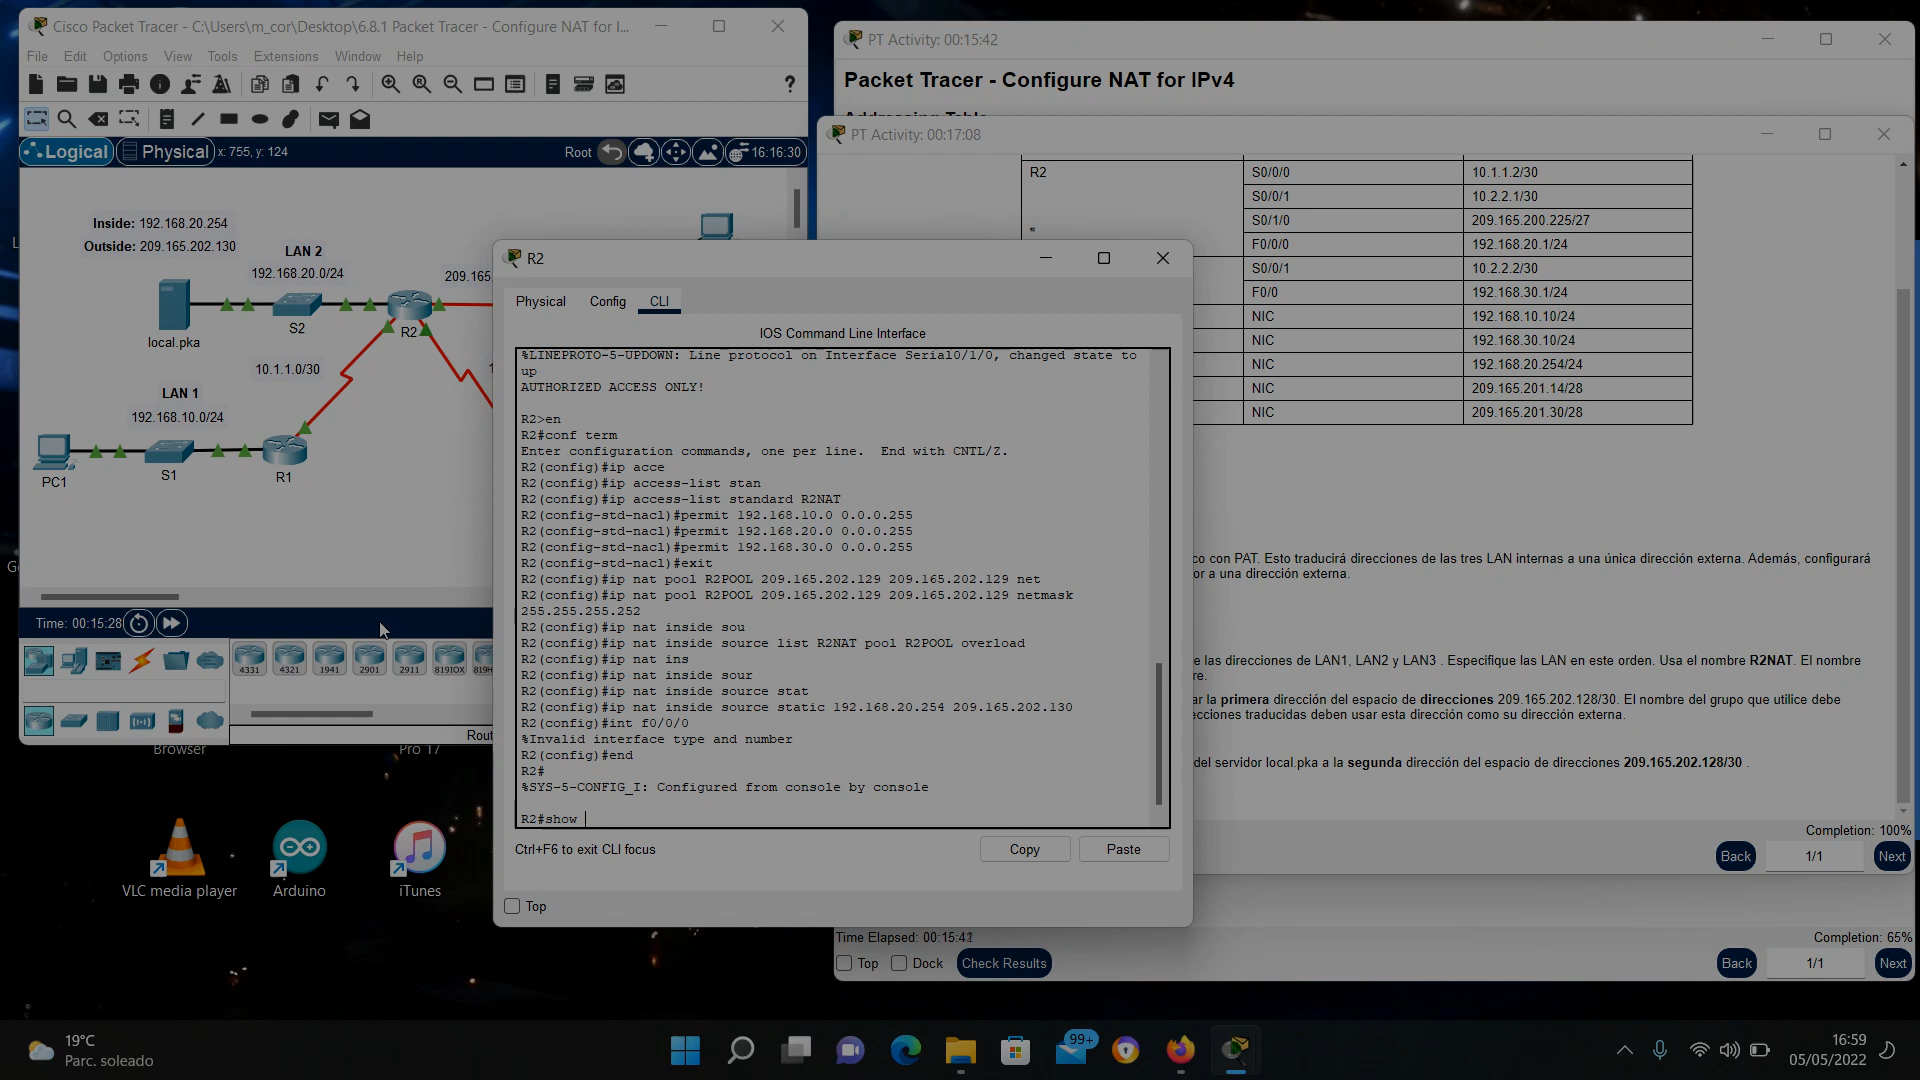 Cisco Packet Tracer - C:\Users\m_cor\Desktop\6.8.1 Packet Tracer - Configure NAT for I...
File Edit Options View Tools Extensions Window Help
?
Logical Physical x: 755, y: 124 Root 16:16:30
Inside: 192.168.20.254
Outside: 209.165.202.130
LAN 2
192.168.20.0/24
209.165.
S2
R2
local.pka
10.1.1.0/30
LAN 1
192.168.10.0/24
PC1
S1
R1
Time: 00:15:28
4331 4321 1941 2901 2911 819IOX 819H
Rout
PT Activity: 00:15:42
Packet Tracer - Configure NAT for IPv4
PT Activity: 00:17:08
R2 S0/0/0 10.1.1.2/30
S0/0/1 10.2.2.1/30
S0/1/0 209.165.200.225/27
F0/0/0 192.168.20.1/24
S0/0/1 10.2.2.2/30
F0/0 192.168.30.1/24
NIC 192.168.10.10/24
NIC 192.168.30.10/24
NIC 192.168.20.254/24
NIC 209.165.201.14/28
NIC 209.165.201.30/28
co con PAT. Esto traducirá direcciones de las tres LAN internas a una única dirección externa. Además, configurará
or a una dirección externa.
e las direcciones de LAN1, LAN2 y LAN3 . Especifique las LAN en este orden. Usa el nombre R2NAT. El nombre
re.
ar la primera dirección del espacio de direcciones 209.165.202.128/30. El nombre del grupo que utilice debe
ecciones traducidas deben usar esta dirección como su dirección externa.
del servidor local.pka a la segunda dirección del espacio de direcciones 209.165.202.128/30 .
Completion: 100%
Back 1/1 Next
Time Elapsed: 00:15:42
Completion: 65%
Top Dock Check Results
Back 1/1 Next
R2
Physical Config CLI
IOS Command Line Interface
%LINEPROTO-5-UPDOWN: Line protocol on Interface Serial0/1/0, changed state to
up
AUTHORIZED ACCESS ONLY!
R2>en
R2#conf term
Enter configuration commands, one per line.  End with CNTL/Z.
R2(config)#ip acce
R2(config)#ip access-list stan
R2(config)#ip access-list standard R2NAT
R2(config-std-nacl)#permit 192.168.10.0 0.0.0.255
R2(config-std-nacl)#permit 192.168.20.0 0.0.0.255
R2(config-std-nacl)#permit 192.168.30.0 0.0.0.255
R2(config-std-nacl)#exit
R2(config)#ip nat pool R2POOL 209.165.202.129 209.165.202.129 net
R2(config)#ip nat pool R2POOL 209.165.202.129 209.165.202.129 netmask
255.255.255.252
R2(config)#ip nat inside sou
R2(config)#ip nat inside source list R2NAT pool R2POOL overload
R2(config)#ip nat ins
R2(config)#ip nat inside sour
R2(config)#ip nat inside source stat
R2(config)#ip nat inside source static 192.168.20.254 209.165.202.130
R2(config)#int f0/0/0
%Invalid interface type and number
R2(config)#end
R2#
%SYS-5-CONFIG_I: Configured from console by console
R2#show
Ctrl+F6 to exit CLI focus
Copy Paste
Top
Browser
Pro 17
VLC media player
Arduino
iTunes
19°C
Parc. soleado
99+
16:59
05/05/2022